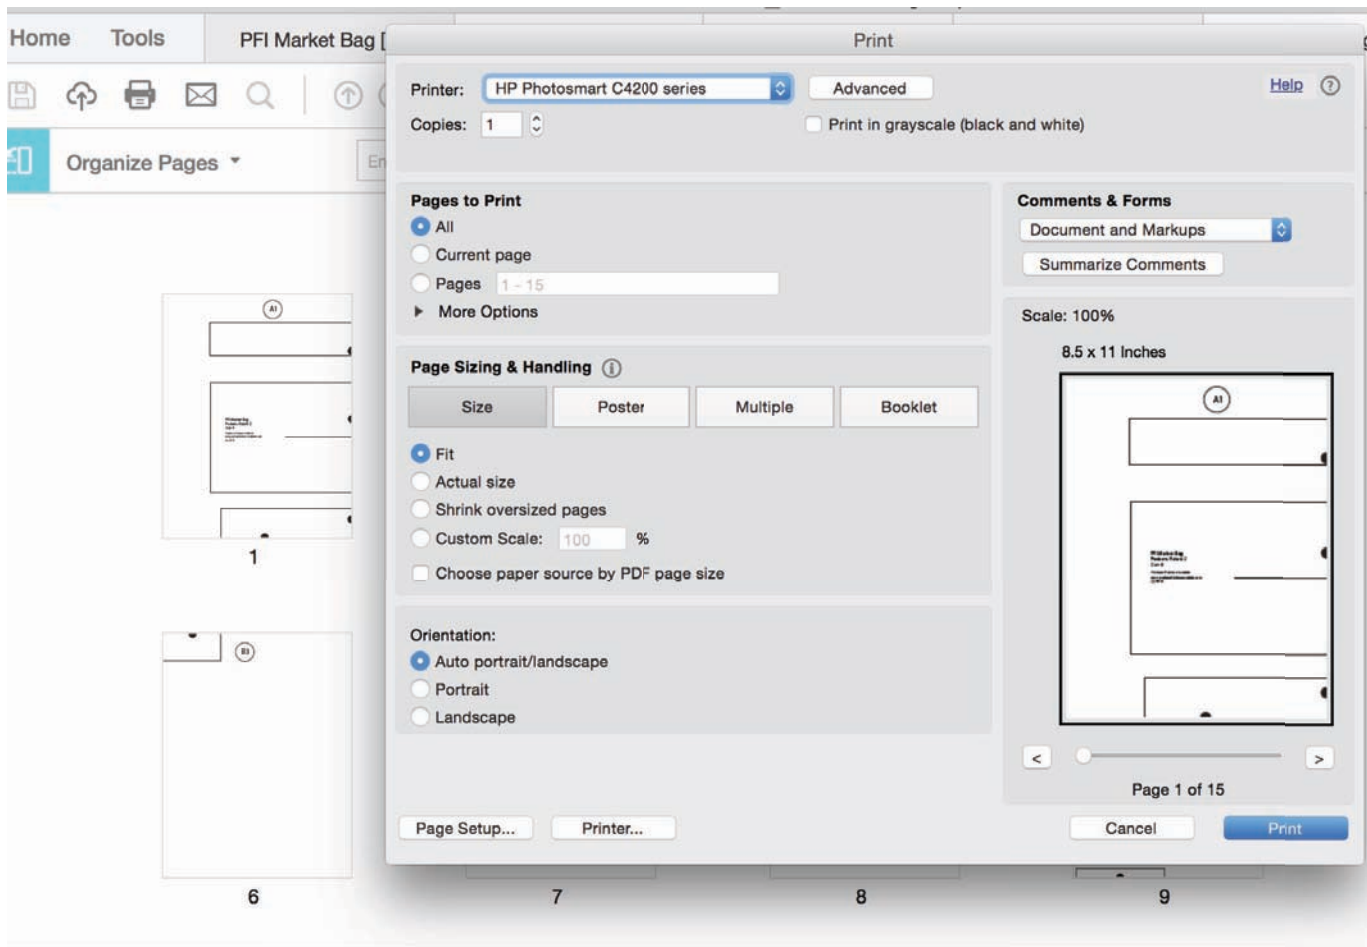 Home Tools PFI Market Bag [
Print
Printer: HP Photosmart C4200 series Advanced Help ?
Copies: 1 Print in grayscale (black and white)
Organize Pages
En
Pages to Print
All
Current page
Pages 1 - 15
More Options
Comments & Forms
Document and Markups
Summarize Comments
Page Sizing & Handling i
Size Poster Multiple Booklet
Fit
Actual size
Shrink oversized pages
Custom Scale: 100 %
Choose paper source by PDF page size
Orientation:
Auto portrait/landscape
Portrait
Landscape
Scale: 100%
8.5 x 11 Inches
A1
< >
Page 1 of 15
Page Setup... Printer... Cancel Print
A1
1
B3
6 7 8 9